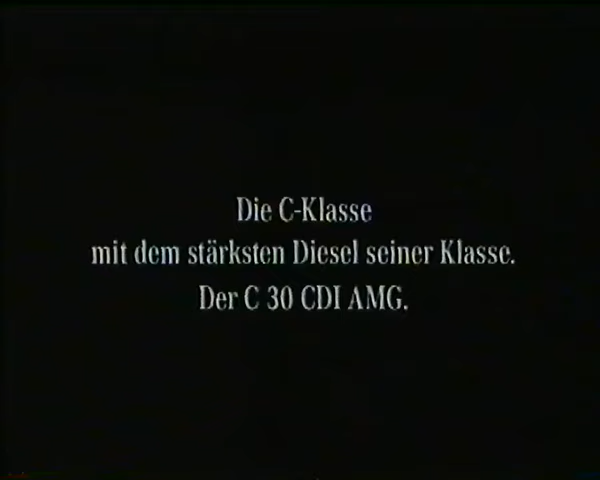 Die C-Klasse
mit dem stärksten Diesel seiner Klasse.
Der C 30 CDI AMG.